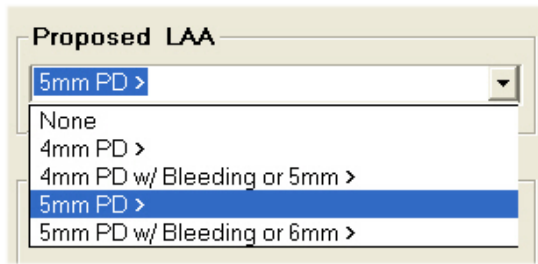 Proposed LAA
5mm PD >
None
4mm PD >
4mm PD w/ Bleeding or 5mm >
5mm PD >
5mm PD w/ Bleeding or 6mm >